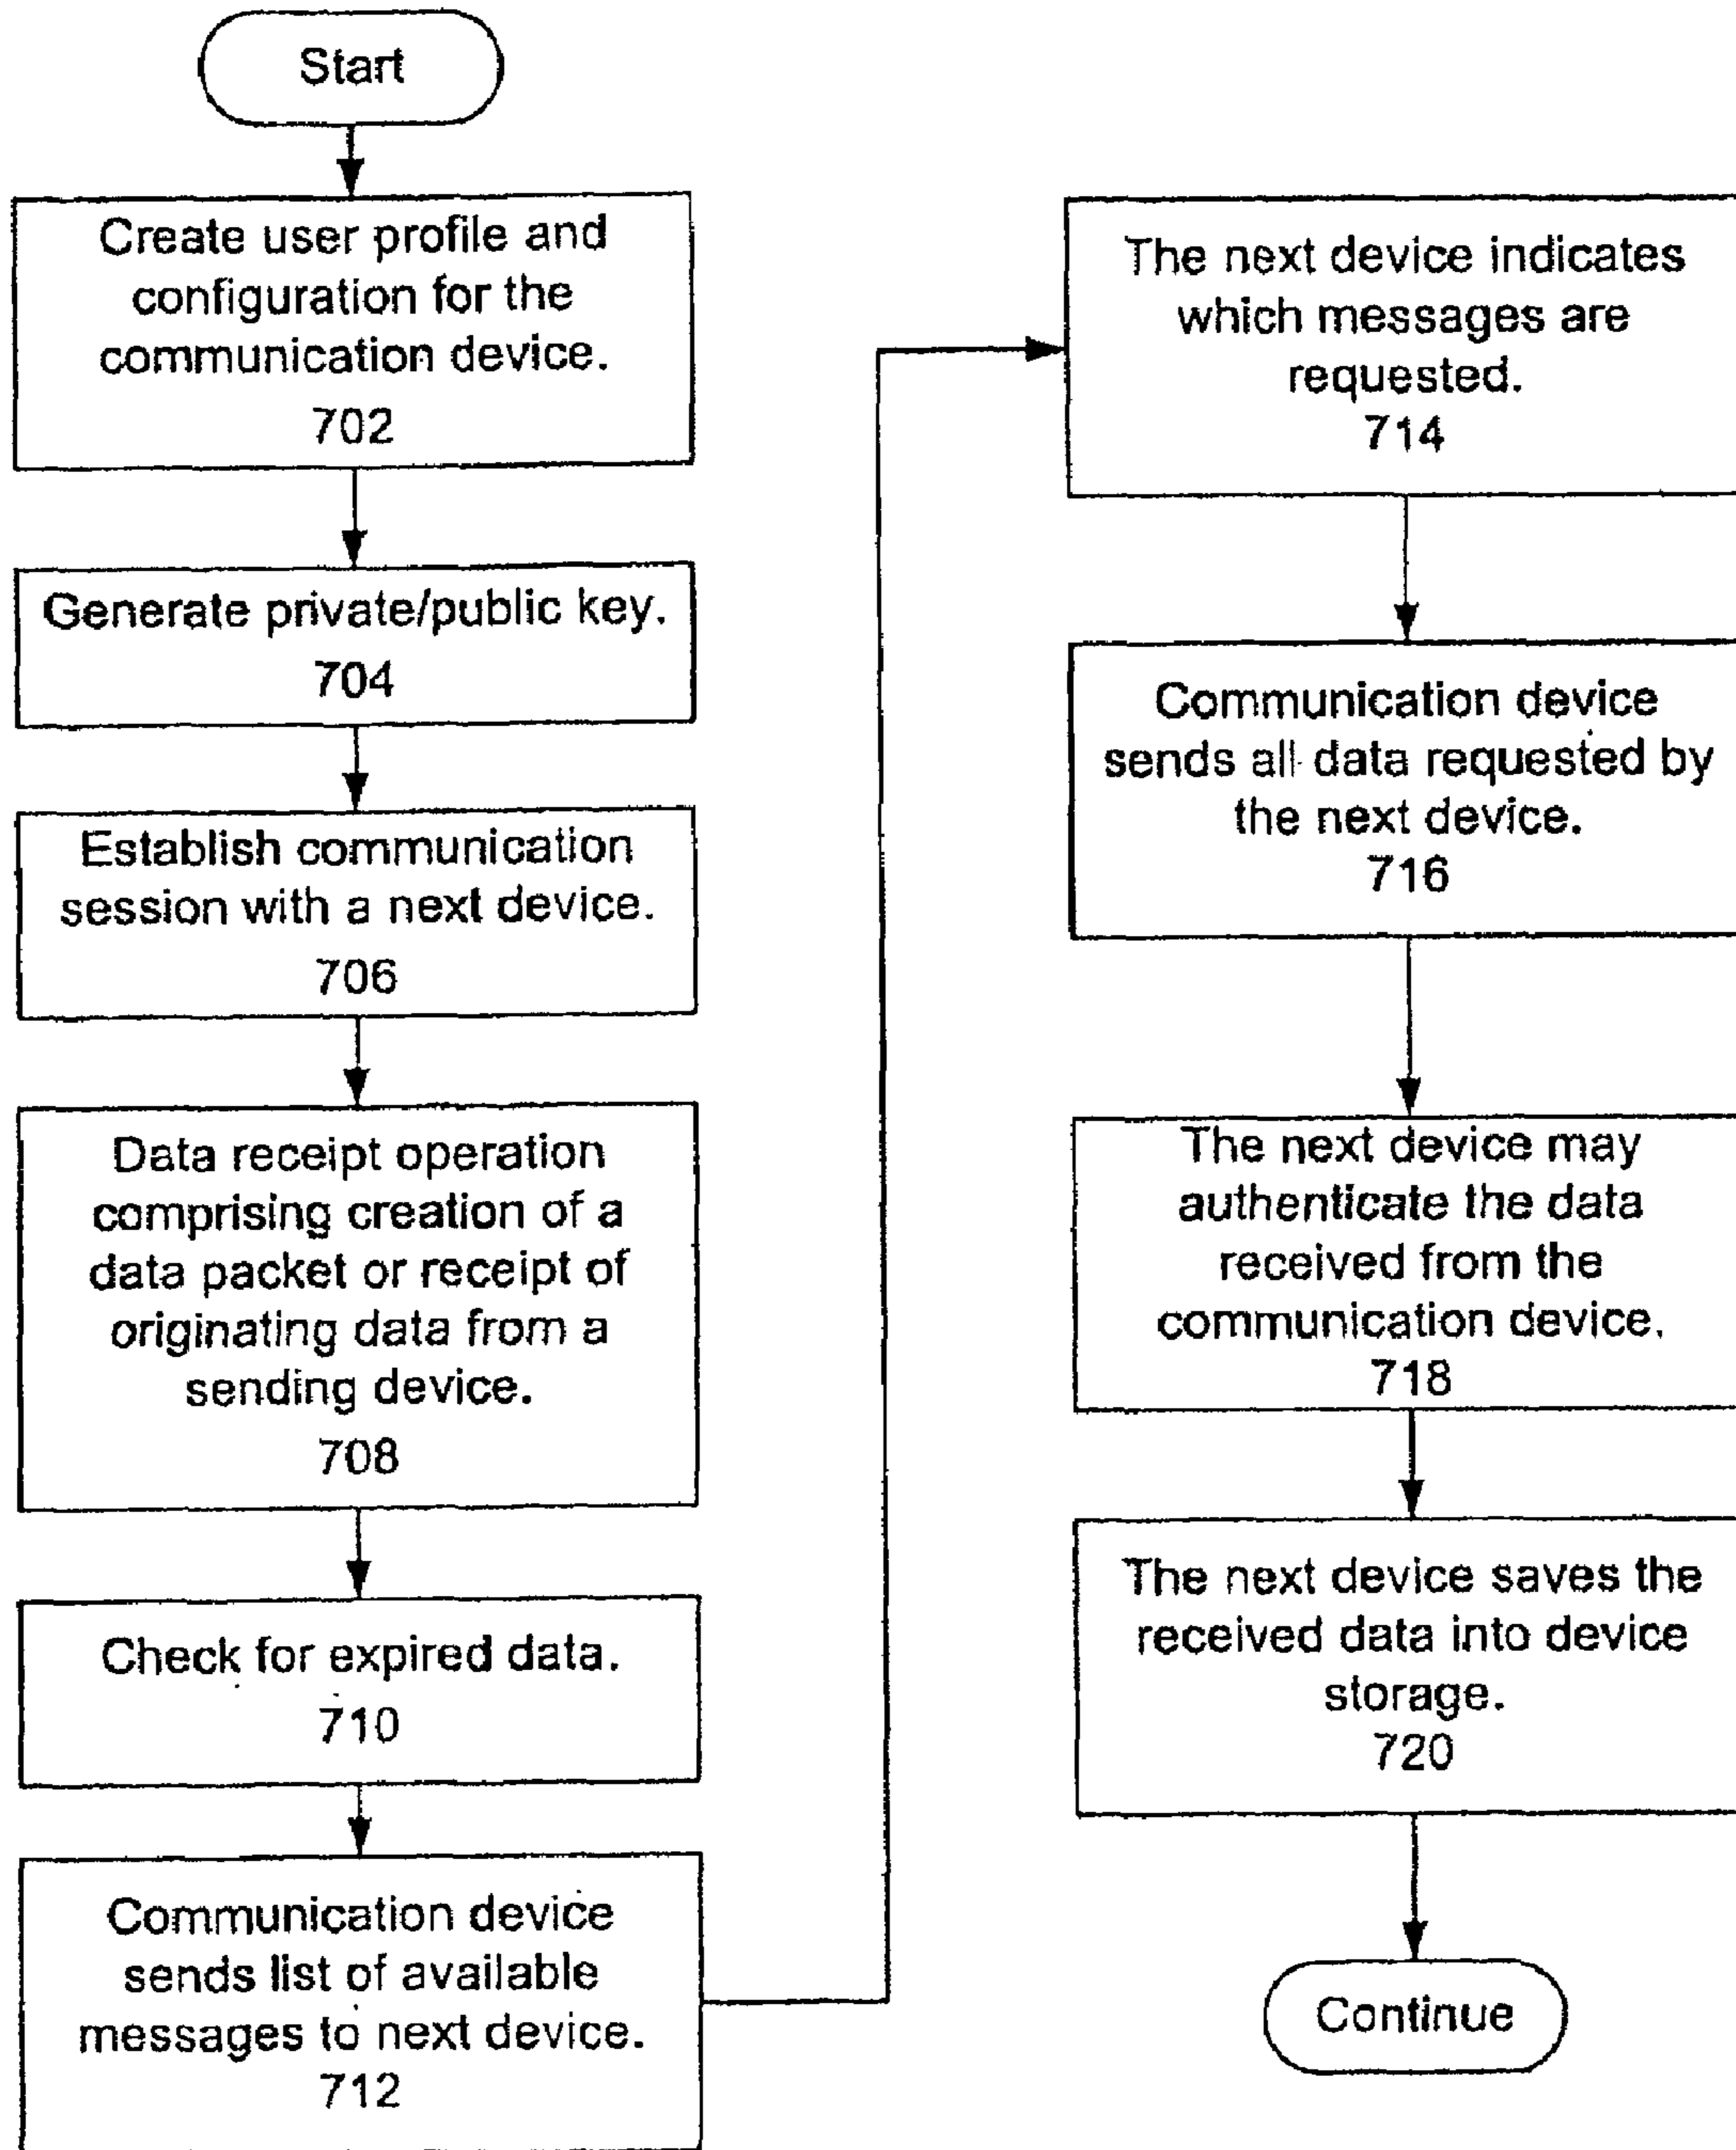 Start
Create user profile and
configuration for the
communication device.
702
Generate private/public key.
704
Establish communication
session with a next device.
706
Data receipt operation
comprising creation of a
data packet or receipt of
originating data from a
sending device.
708
Check for expired data.
710
Communication device
sends list of available
messages to next device.
712
The next device indicates
which messages are
requested.
714
Communication device
sends all data requested by
the next device.
716
The next device may
authenticate the data
received from the
communication device.
718
The next device saves the
received data into device
storage.
720
Continue